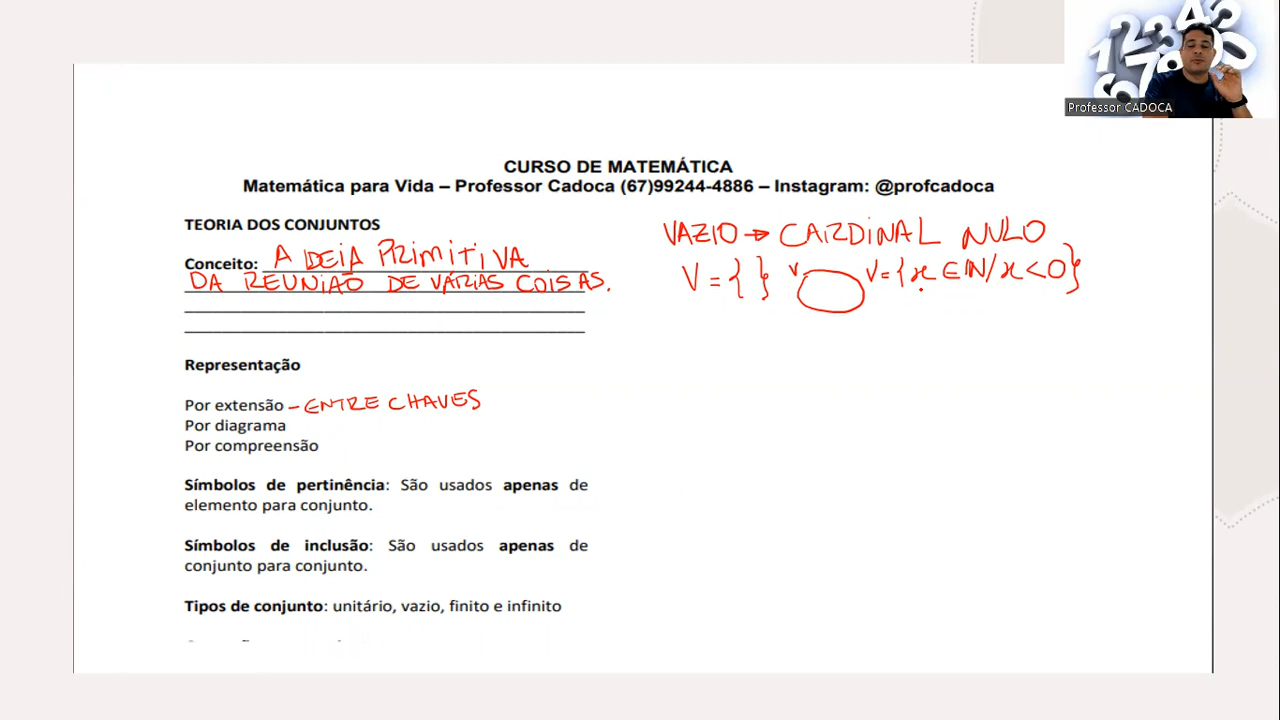 Professor CADOCA
CURSO DE MATEMÁTICA
Matemática para Vida – Professor Cadoca (67)99244-4886 – Instagram: @profcadoca
TEORIA DOS CONJUNTOS
Conceito: A IDEIA PRIMITIVA
DA REUNIÃO DE VÁRIAS COISAS.
Representação
Por extensão – ENTRE CHAVES
Por diagrama
Por compreensão
Símbolos de pertinência: São usados apenas de
elemento para conjunto.
Símbolos de inclusão: São usados apenas de
conjunto para conjunto.
Tipos de conjunto: unitário, vazio, finito e infinito
VAZIO → CARDINAL NULO
V = { } V V = {x ∈ IN / x < 0}